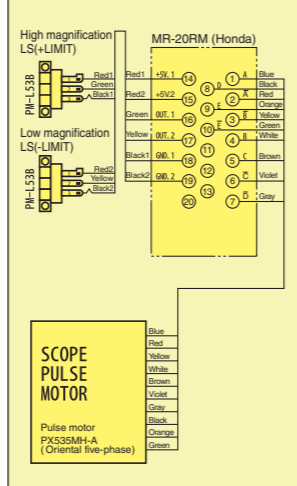 High magnification
LS(+LIMIT)
PM-L53B
Red1
Green
Black1
Low magnification
LS(-LIMIT)
PM-L53B
Red2
Yellow
Black2
MR-20RM (Honda)
Red1 +5V.1 14
Red2 +5V.2 15
Green OUT.1 16
Yellow OUT.2 17
Black1 GND.1 18
Black2 GND.2 19
20
8 D Black
9 E Orange
10 E̅ Green
11
12
13
1 A Blue
2 A̅ Red
3 B̅ Yellow
4 B White
5 C Brown
6 C̅ Violet
7 D̅ Gray
SCOPE
PULSE
MOTOR
Pulse motor
PX535MH-A
(Oriental five-phase)
Blue
Red
Yellow
White
Brown
Violet
Gray
Black
Orange
Green